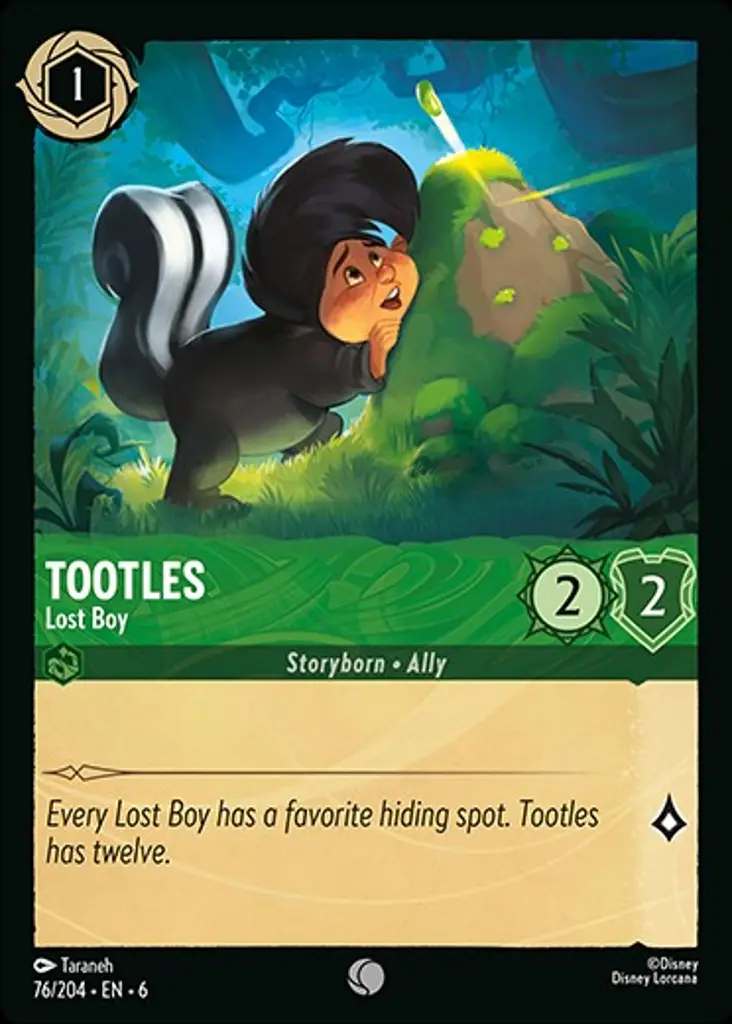 1
TOOTLES
Lost Boy
2
2
Storyborn • Ally
Every Lost Boy has a favorite hiding spot. Tootles
has twelve.
Taraneh
©Disney
76/204 • EN • 6
Disney Lorcana